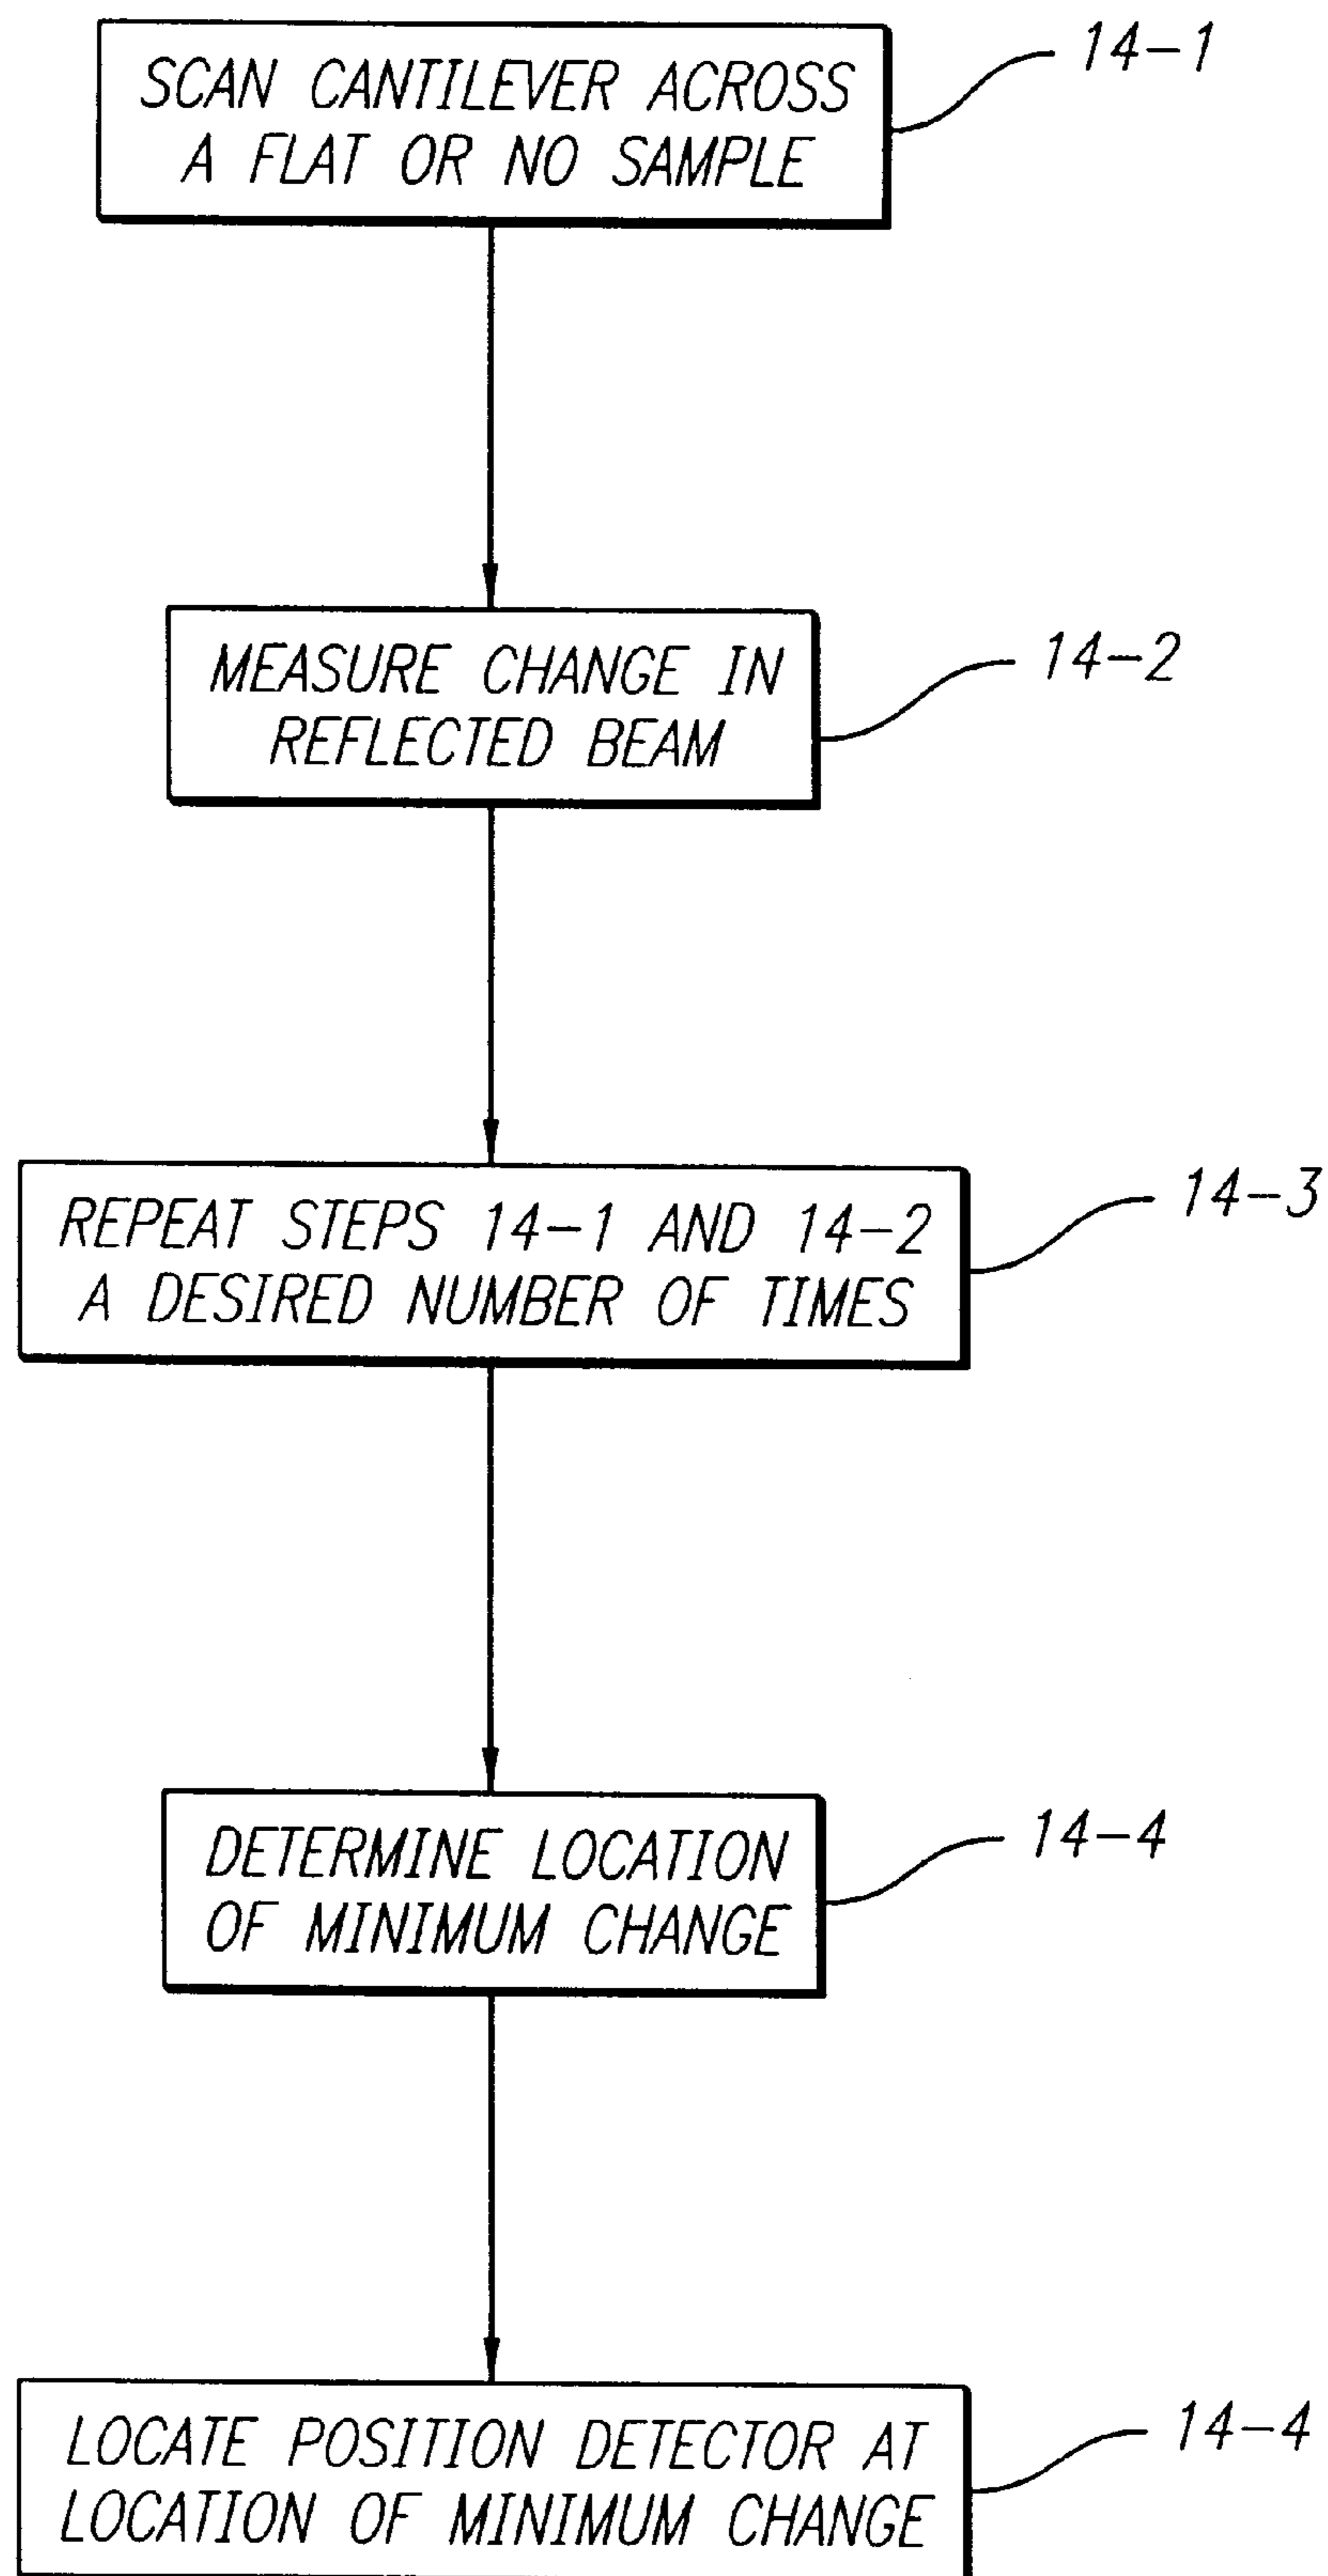 14-1
SCAN CANTILEVER ACROSS
A FLAT OR NO SAMPLE
14-2
MEASURE CHANGE IN
REFLECTED BEAM
14-3
REPEAT STEPS 14-1 AND 14-2
A DESIRED NUMBER OF TIMES
14-4
DETERMINE LOCATION
OF MINIMUM CHANGE
14-4
LOCATE POSITION DETECTOR AT
LOCATION OF MINIMUM CHANGE